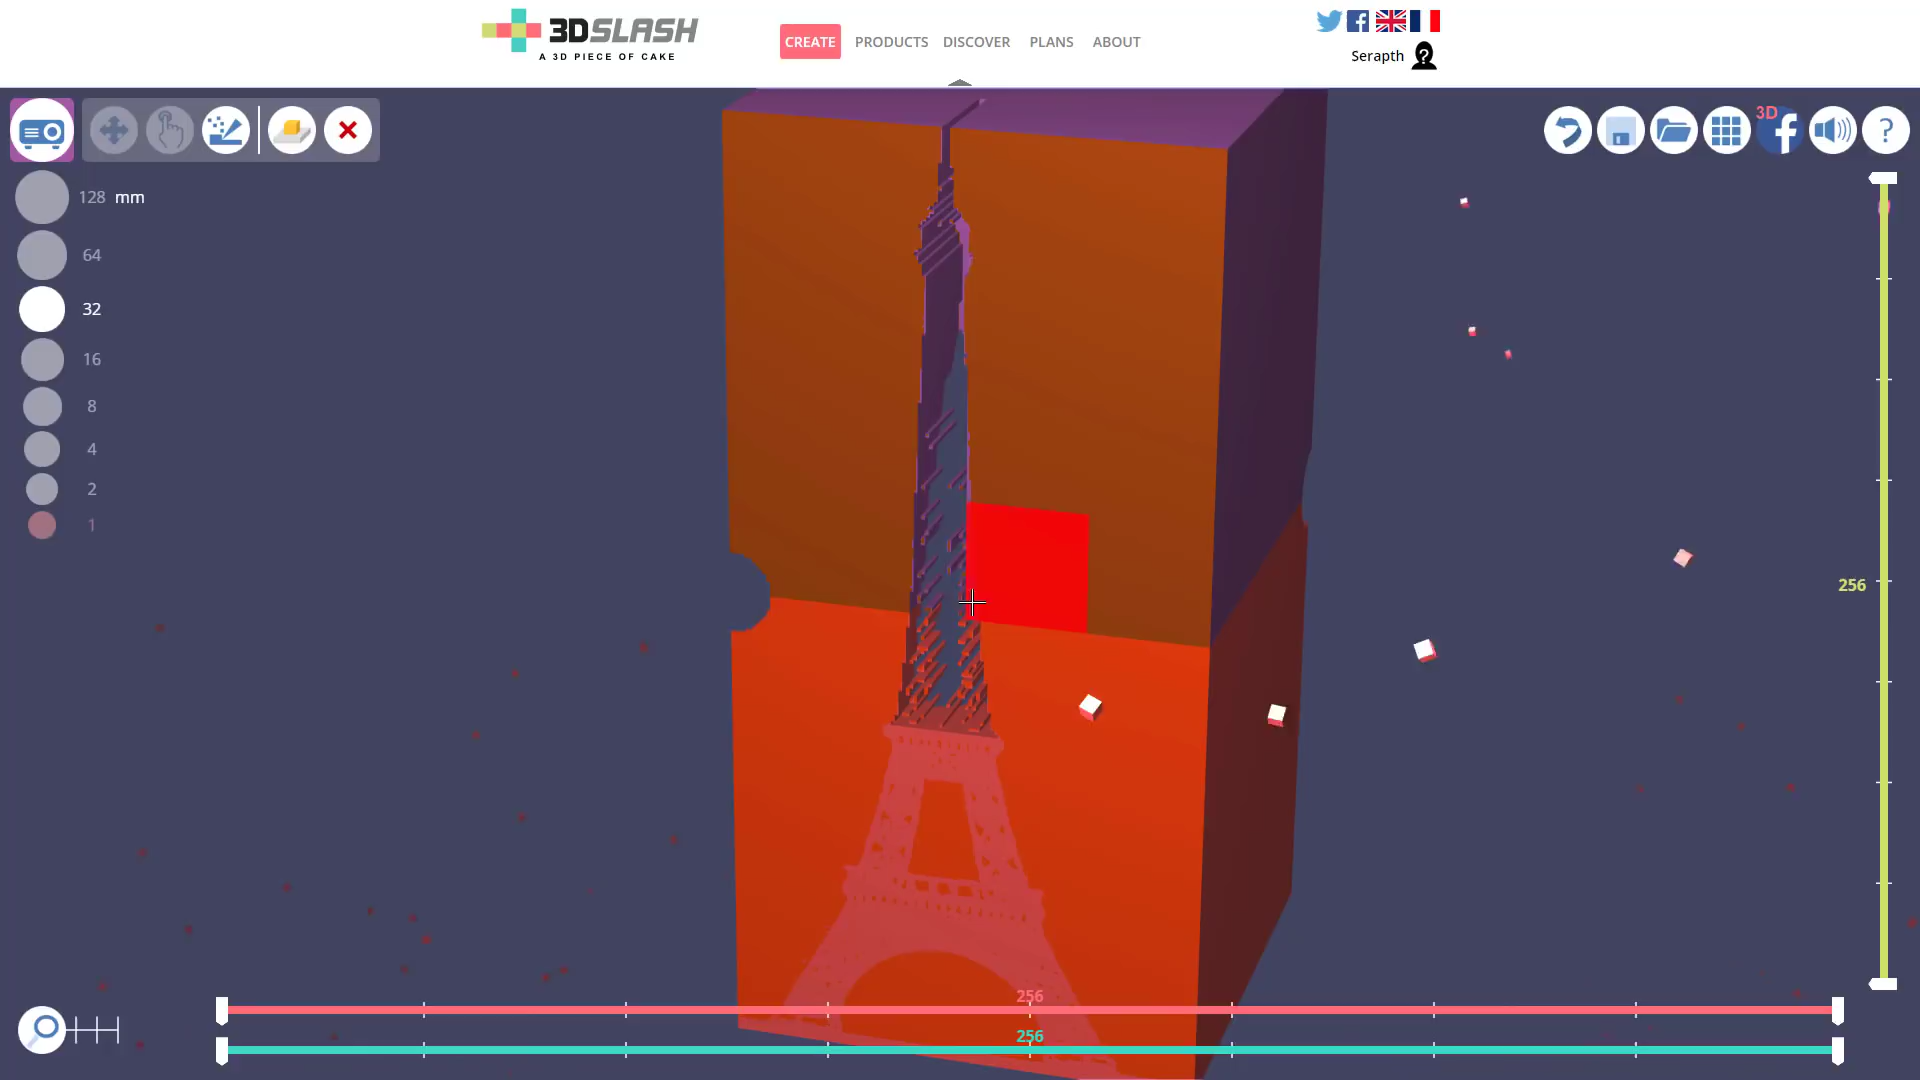 3DSLASH
A 3D PIECE OF CAKE
CREATE PRODUCTS DISCOVER PLANS ABOUT
Serapth ?
3D f ?
128 mm
64
32
16
8
4
2
1
256
256
256